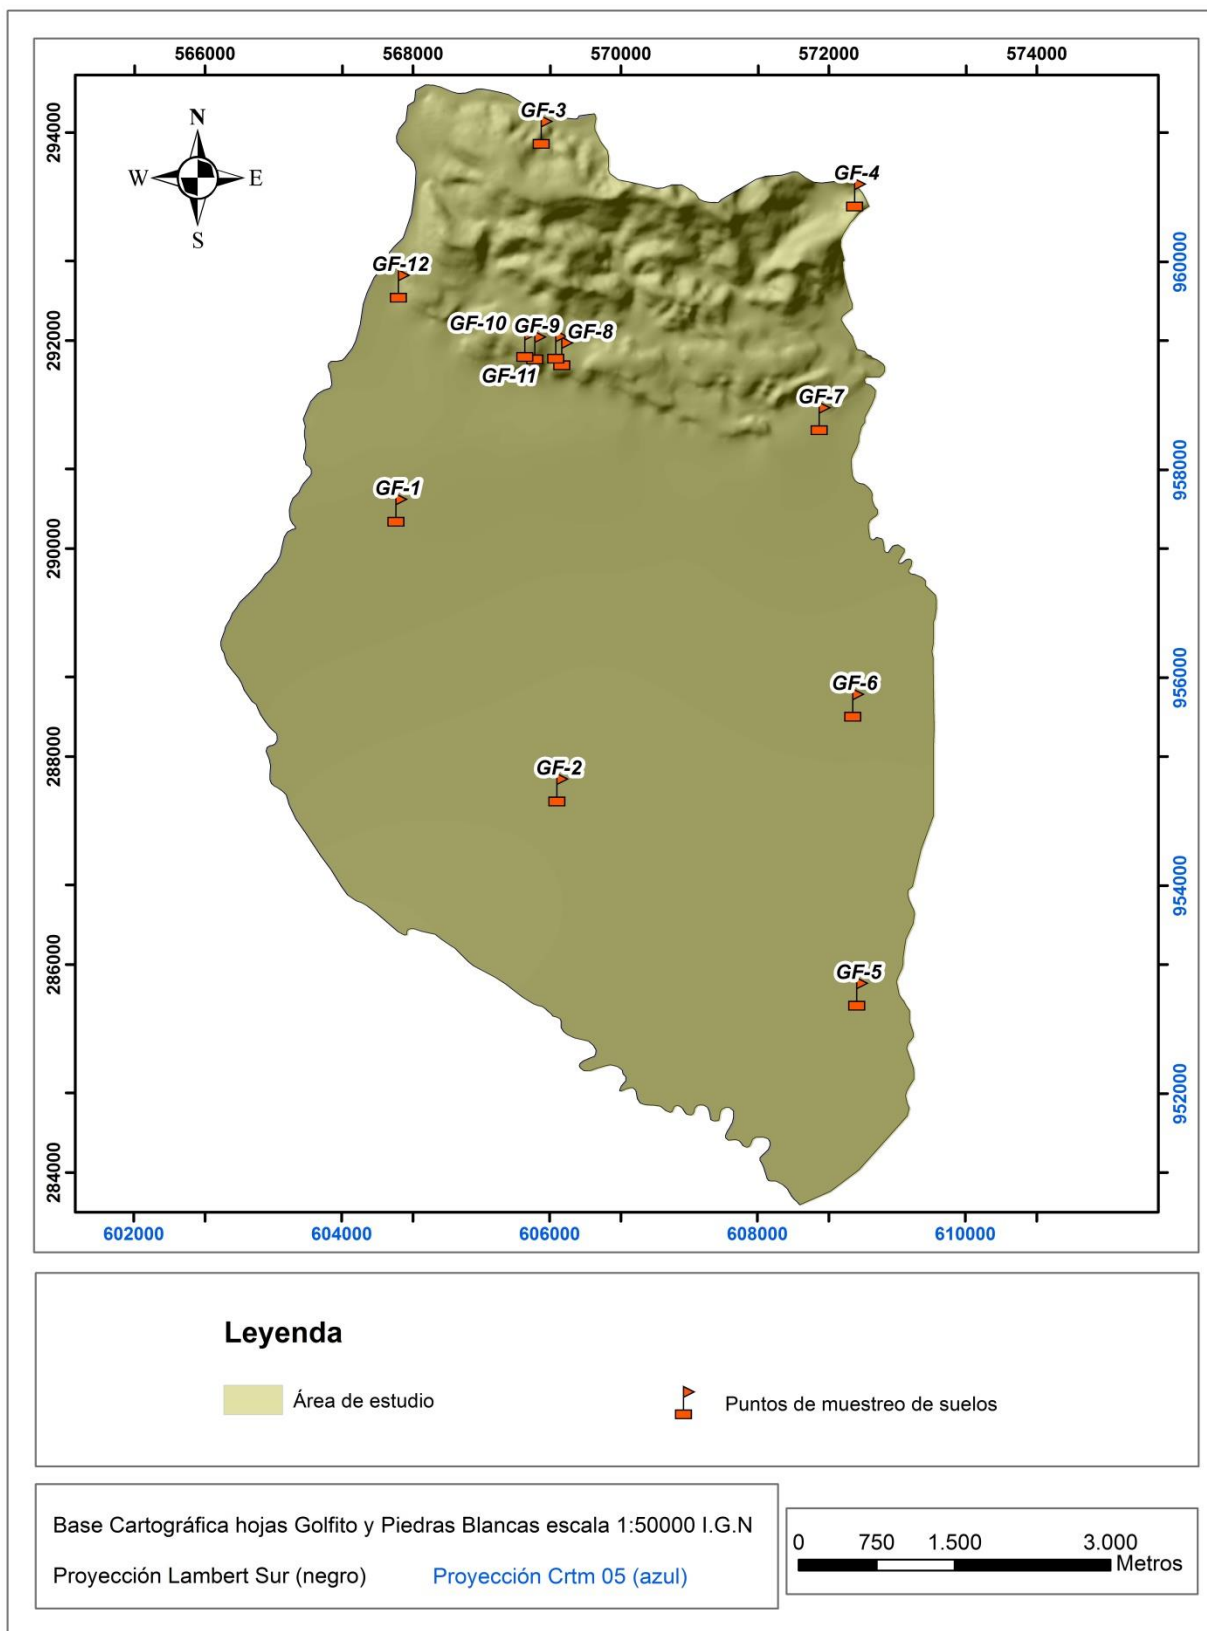 566000 568000 570000 572000 574000
N
W E
S
GF-3
GF-4
GF-12
GF-10 GF-9 GF-8
GF-11
GF-7
GF-1
GF-6
GF-2
GF-5
294000
292000
290000
288000
286000
284000
960000
958000
956000
954000
952000
602000 604000 606000 608000 610000
Leyenda
Área de estudio
Puntos de muestreo de suelos
Base Cartográfica hojas Golfito y Piedras Blancas escala 1:50000 I.G.N
Proyección Lambert Sur (negro) Proyección Crtm 05 (azul)
0 750 1.500 3.000
Metros